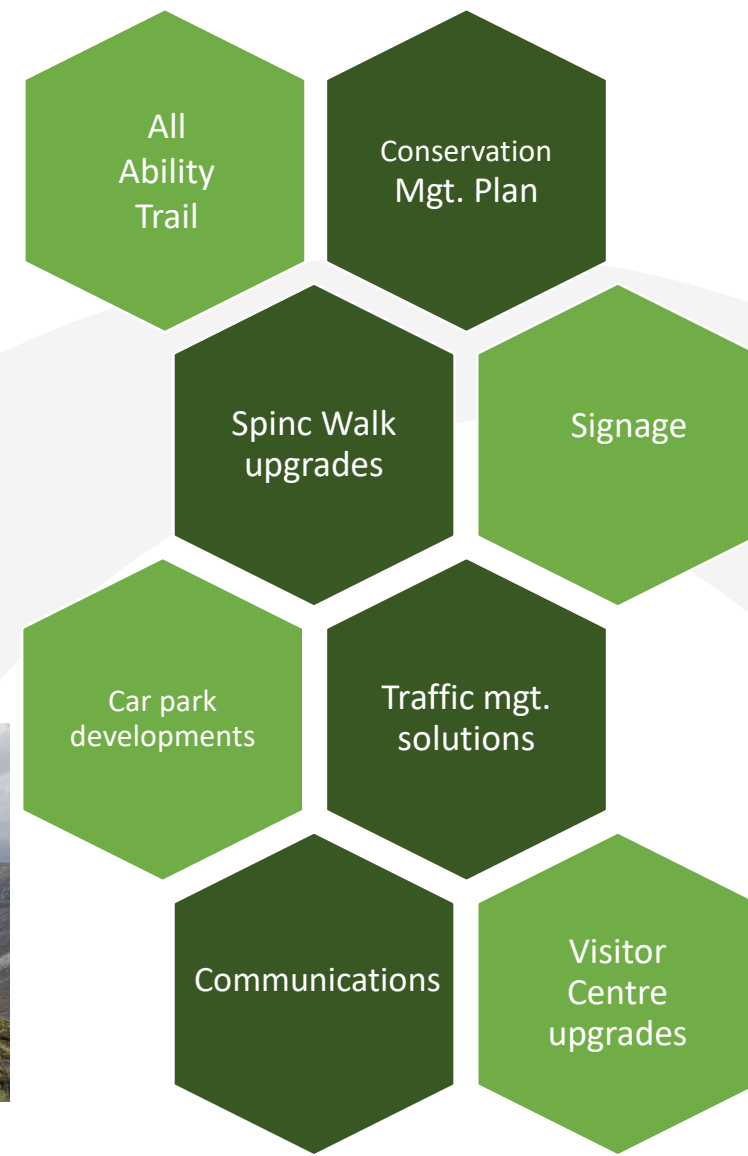 All
Ability
Trail
Conservation
Mgt. Plan
Spinc Walk
upgrades
Signage
Car park
developments
Traffic mgt.
solutions
Communications
Visitor
Centre
upgrades